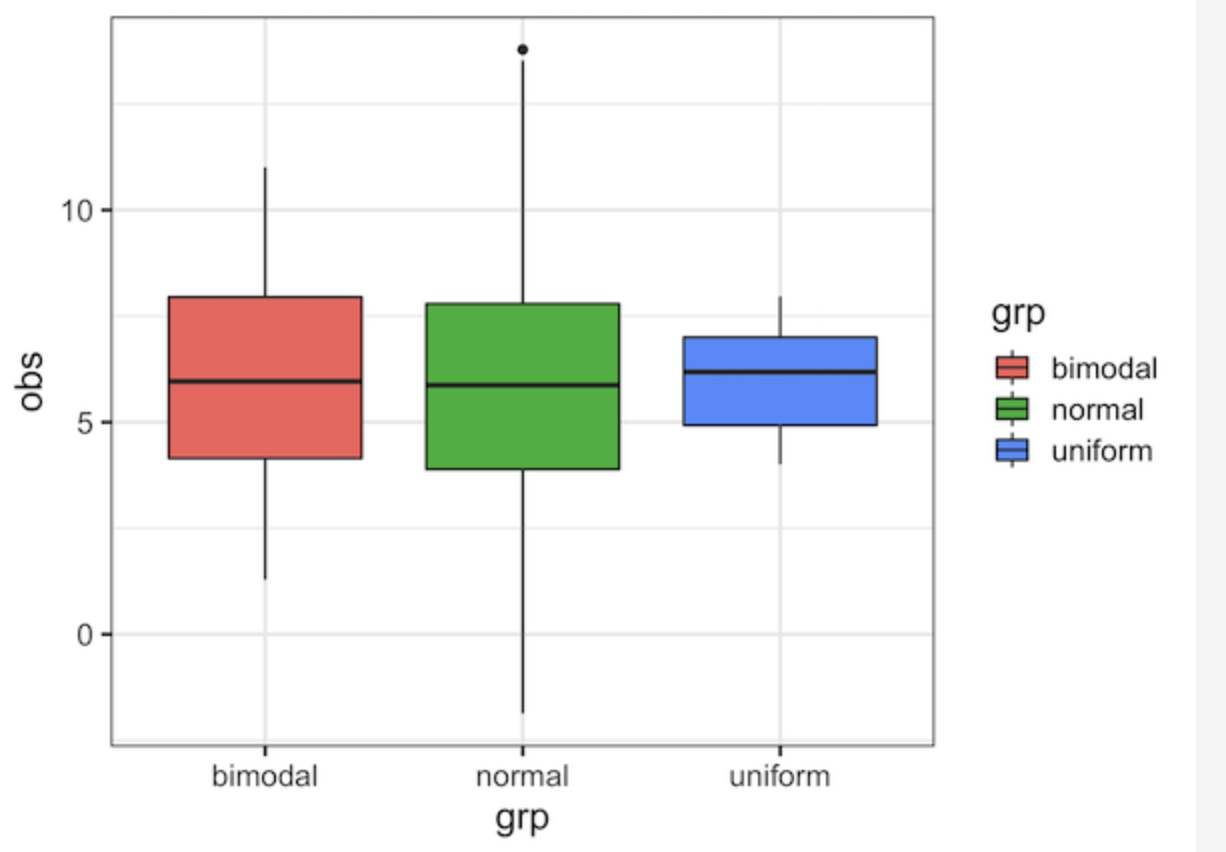 10
5
0
obs
bimodal normal uniform
grp
grp
bimodal
normal
uniform